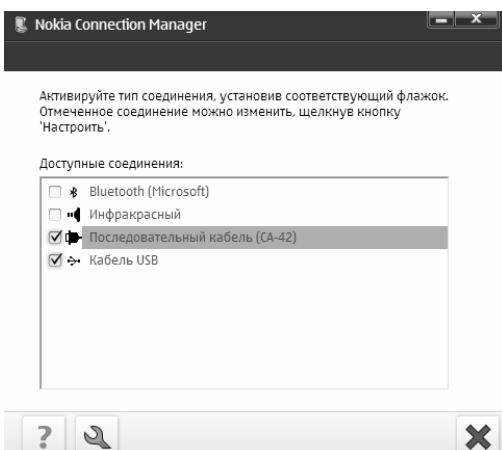 Nokia Connection Manager
Активируйте тип соединения, установив соответствующий флажок.
Отмеченное соединение можно изменить, щелкнув кнопку
'Настроить'.
Доступные соединения:
Bluetooth (Microsoft)
Инфракрасный
Последовательный кабель (CA-42)
Кабель USB